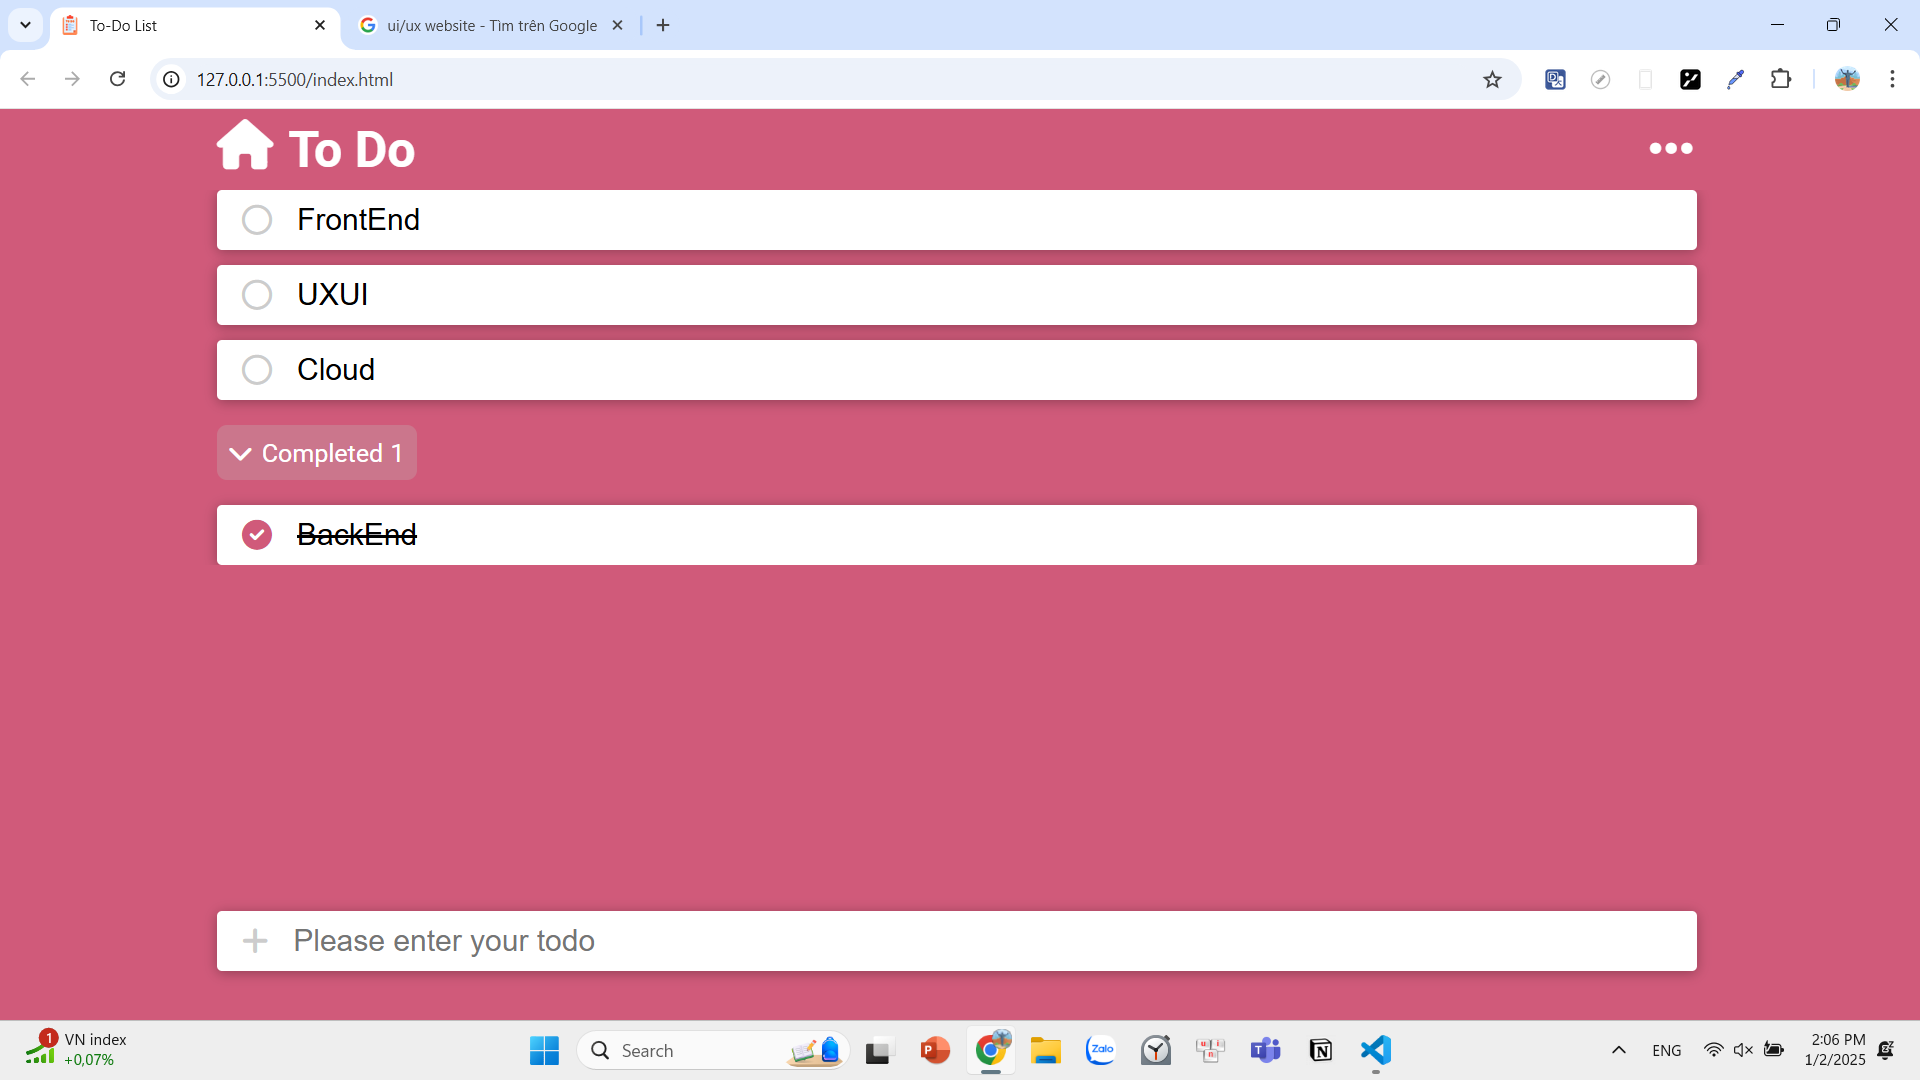 To-Do List
ui/ux website - Tìm trên Google
127.0.0.1:5500/index.html
To Do
FrontEnd
UXUI
Cloud
Completed 1
BackEnd
Please enter your todo
1
VN index
+0,07%
Search
P
Zalo
u n i
T
N
ENG
2:06 PM
1/2/2025